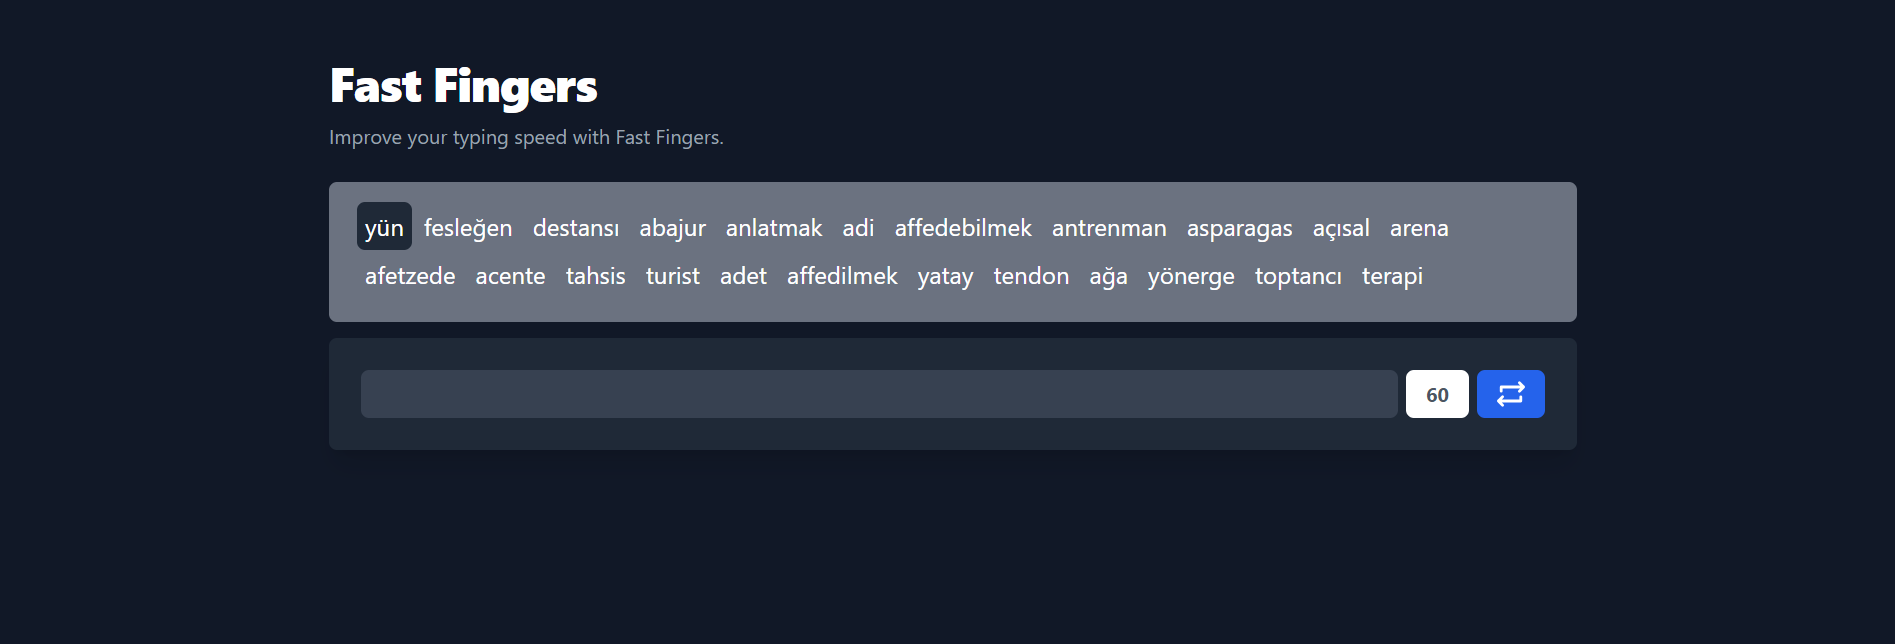 Fast Fingers
Improve your typing speed with Fast Fingers.
yün fesleğen destansı abajur anlatmak adi affedebilmek antrenman asparagas açısal arena
afetzede acente tahsis turist adet affedilmek yatay tendon ağa yönerge toptancı terapi
60